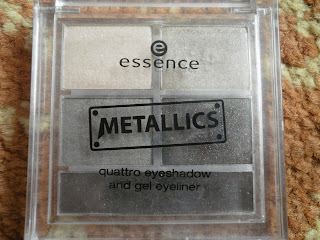 e
essence
METALLICS
quattro eyeshadow
and gel eyeliner